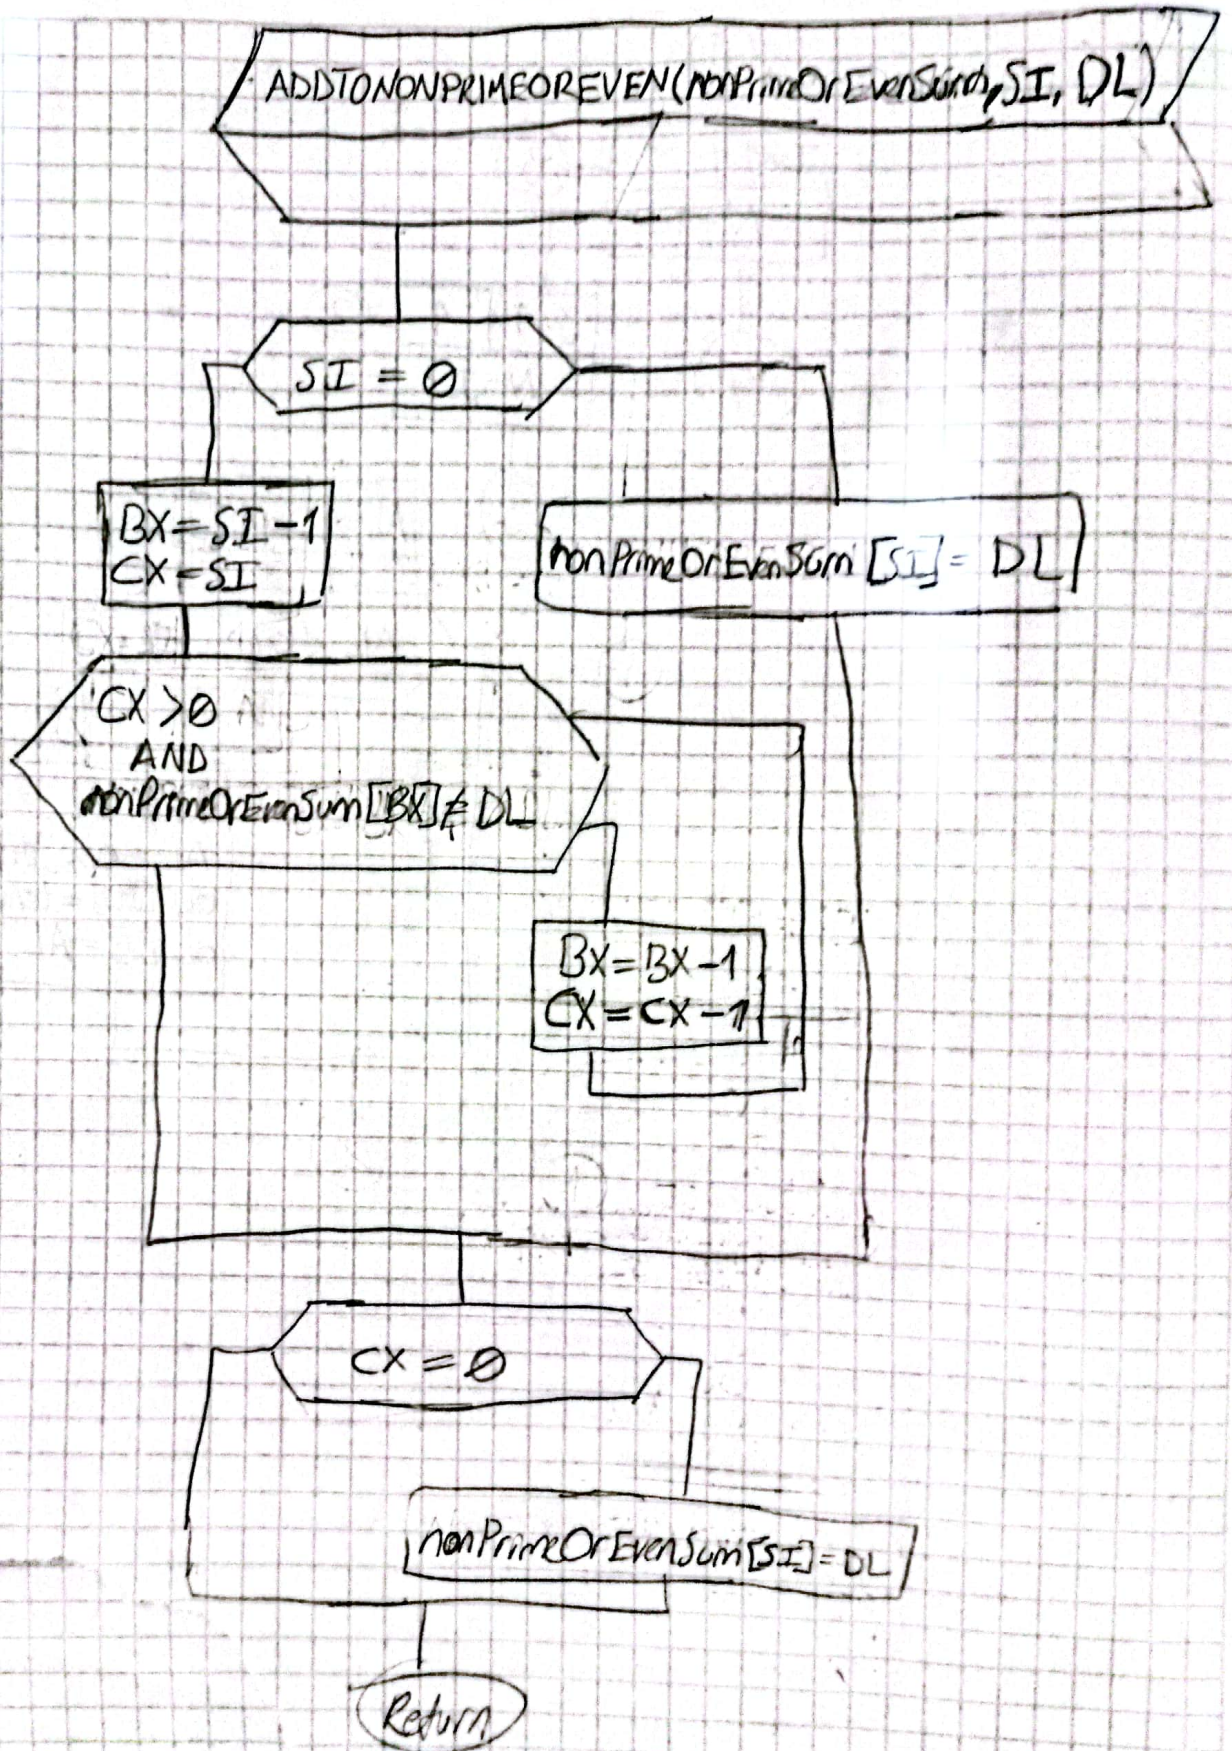 ADDTONONPRIMEOREVEN(nonPrimeOrEvenSum, SI, DL)
SI = 0
BX=SI-1
CX=SI
nonPrimeOrEvenSum [SI] = DL
CX >0
AND
nonPrimeOrEvenSum[BX]≠DL
BX=BX-1
CX=CX-1
CX = 0
nonPrimeOrEvenSum[SI]=DL
Return